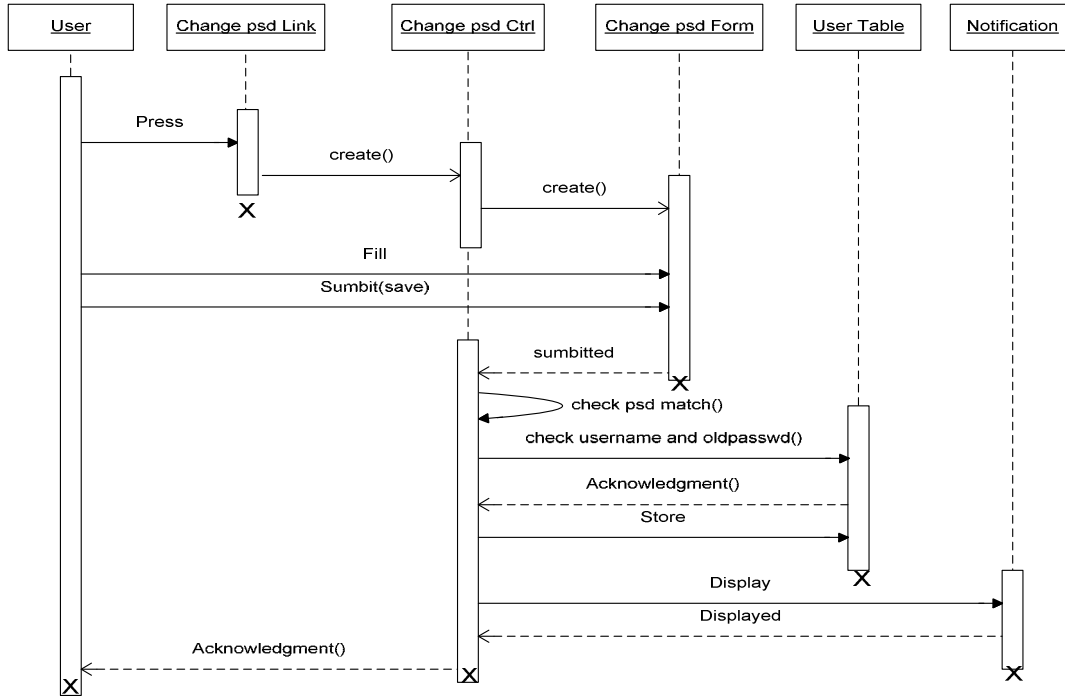 User
Change psd Link
Change psd Ctrl
Change psd Form
User Table
Notification
Press
create()
create()
Fill
Sumbit(save)
sumbitted
check psd match()
check username and oldpasswd()
Acknowledgment()
Store
Display
Displayed
Acknowledgment()